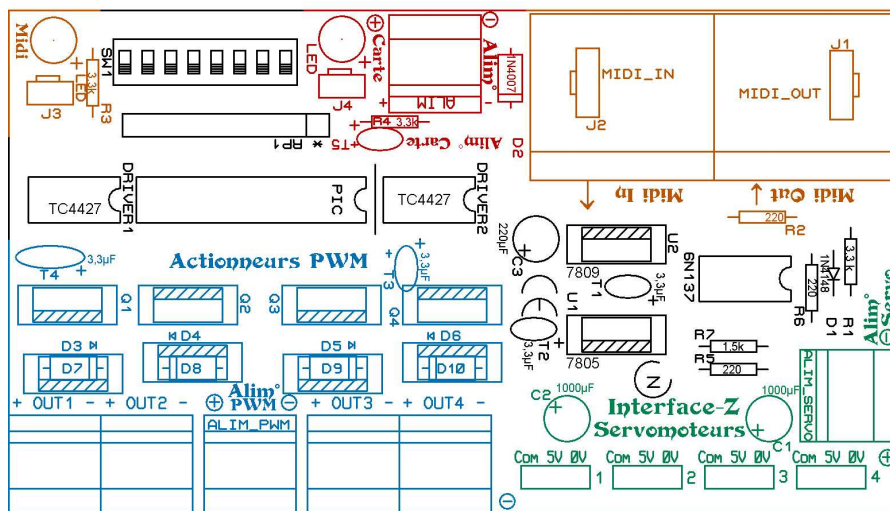 Midi
J3
LED
3.3k
R3
SW1
LED
J4
Carte
+ ALIM -
Alim°
R4 3.3k
T5
Alim° Carte
* RP1
1N4007
D2
MIDI_IN
J2
J1
MIDI_OUT
Midi In
Midi Out
220
R2
TC4427
DRIVER1
PIC
TC4427
DRIVER2
T4
3,3µF
Actionneurs PWM
T3
3,3µF
220µF
C3
7809
U2
U1
T1
3,3µF
SN137
220
R6
1N4148
D1
3.3 k
R1
Alim°
Servo
Q1
Q2
Q3
Q4
T2
3,3µF
7805
R7
1.5k
R5
220
D3
D4
D5
D6
D7
D8
D9
D10
+ OUT1 -
+ OUT2 -
Alim°
PWM
+ OUT3 -
+ OUT4 -
ALIM_PWM
Z
C2
1000µF
Interface-Z
Servomoteurs
1000µF
C1
ALIM_SERVO
Com 5V 0V
1
Com 5V 0V
2
Com 5V 0V
3
Com 5V 0V
4